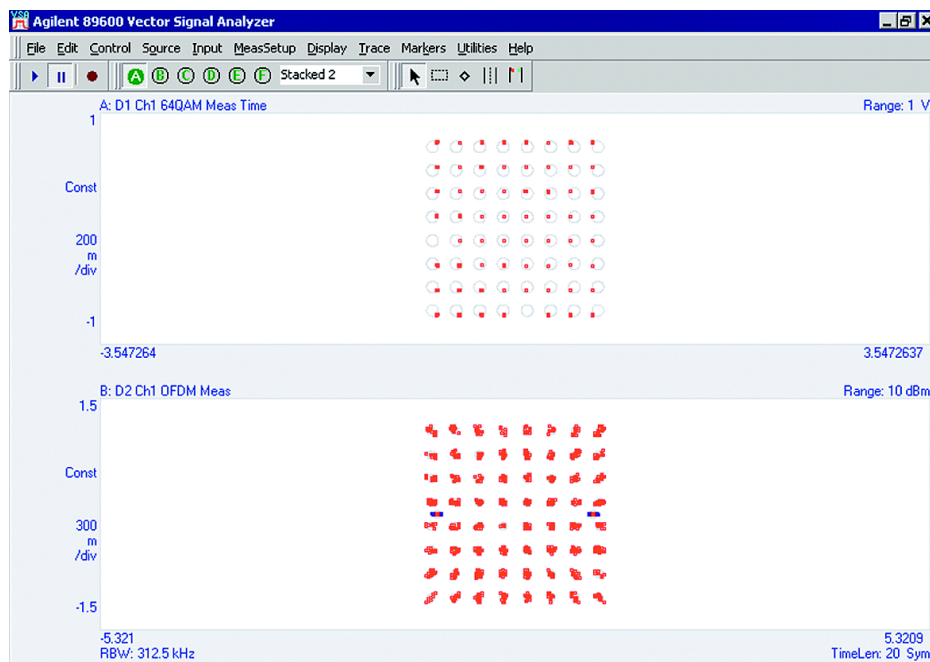 VSA Agilent 89600 Vector Signal Analyzer
File Edit Control Source Input MeasSetup Display Trace Markers Utilities Help
A B C D E F Stacked 2
A: D1 Ch1 64QAM Meas Time Range: 1 V
1
Const
200
m
/div
-1
-3.547264 3.5472637
B: D2 Ch1 OFDM Meas Range: 10 dBm
1.5
Const
300
m
/div
-1.5
-5.321 5.3209
RBW: 312.5 kHz TimeLen: 20 Sym